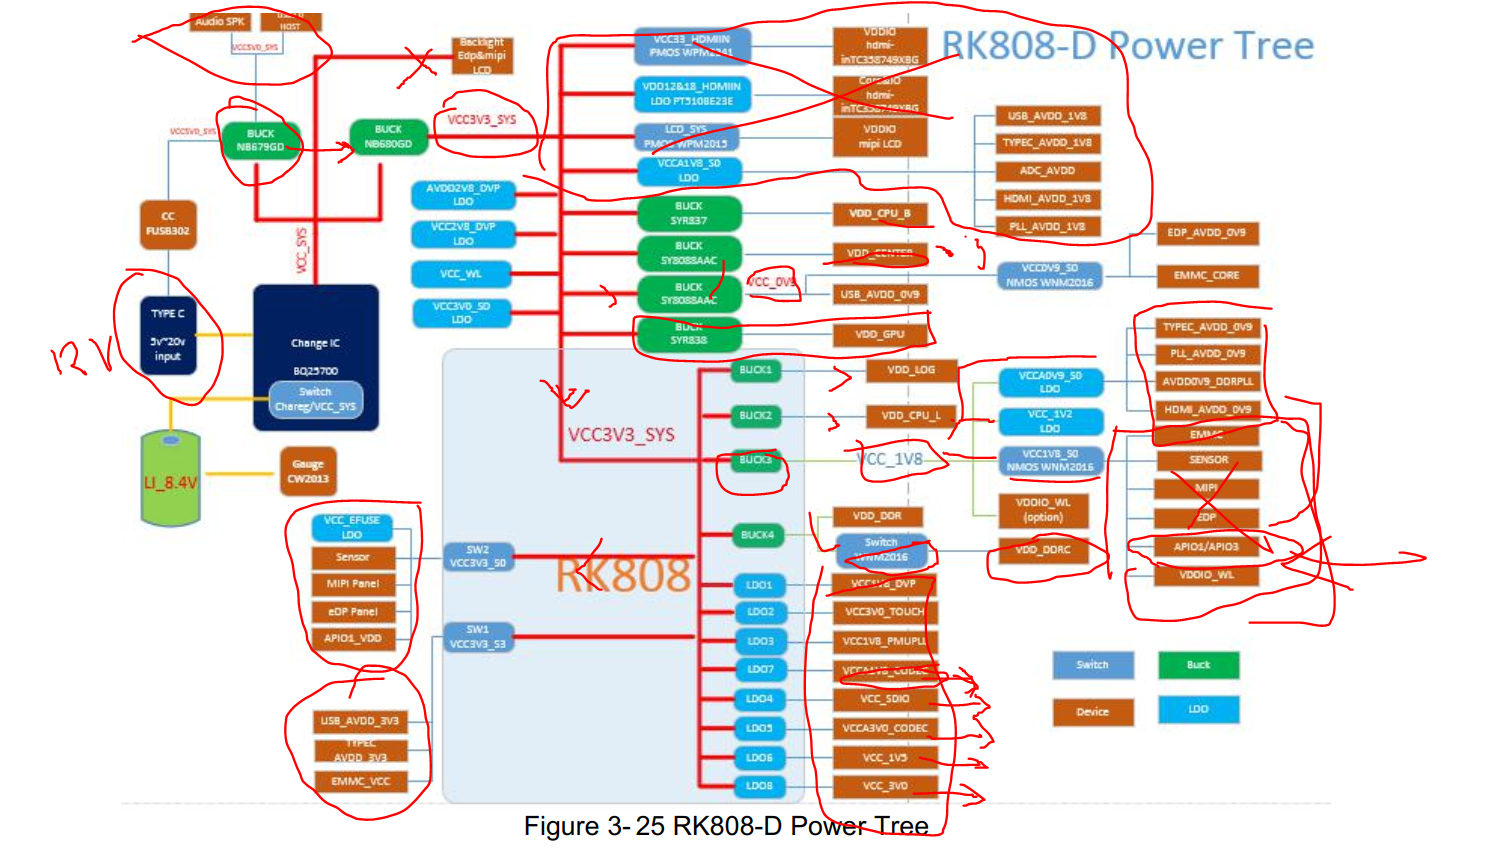 Audio SPK
HOST
VCC5V0_SYS
Backlight
Edp&mipi
LCD
VCC33_HDMIIN
PMOS WPM2341
VDDIO
hdmi-
inTC358749XBG
RK808-D Power Tree
VDD12&18_HDMIIN
LDO PT5108E23E
hdmi-
inTC358749XBG
VCC5V0_SYS
BUCK
NB679GD
BUCK
NB680GD
VCC3V3_SYS
LCD_SYS
PMOS WPM2015
VDDIO
mipi LCD
USB_AVDD_1V8
TYPEC_AVDD_1V8
VCCA1V8_S0
LDO
ADC_AVDD
HDMI_AVDD_1V8
PLL_AVDD_1V8
AVDD2V8_DVP
LDO
BUCK
SYR837
VDD_CPU_B
CC
FUSB302
VCC2V8_DVP
LDO
VCC_SYS
BUCK
SY8088AAC
VDD_CENTER
EDP_AVDD_0V9
VCC_WL
BUCK
SY8088AAC
VCC_0V9
USB_AVDD_0V9
VCC0V9_S0
NMOS WNM2016
EMMC_CORE
VCC3V0_SD
LDO
BUCK
SYR838
VDD_GPU
TYPE C
5v~20v
input
12V
Change IC
BQ25700
Switch
Chareg/VCC_SYS
TYPEC_AVDD_0V9
PLL_AVDD_0V9
AVDD0V9_DDRPLL
HDMI_AVDD_0V9
BUCK1
VDD_LOG
VCCA0V9_S0
LDO
BUCK2
VDD_CPU_L
VCC_1V2
LDO
VCC3V3_SYS
BUCK3
VCC_1V8
VCC1V8_S0
NMOS WNM2016
EMMC
SENSOR
MIPI
EDP
APIO1/APIO3
VDDIO_WL
VDDIO_WL
(option)
LI_8.4V
Gauge
CW2013
VCC_EFUSE
LDO
Sensor
MIPI Panel
eDP Panel
APIO1_VDD
SW2
VCC3V3_S0
RK808
BUCK4
VDD_DDR
Switch
WNM2016
VDD_DDRC
LDO1
VCC1V8_DVP
LDO2
VCC3V0_TOUCH
SW1
VCC3V3_S3
LDO3
VCC1V8_PMUPLL
LDO7
LDO4
VCC_SDIO
LDO5
VCCA3V0_CODEC
LDO6
VCC_1V5
LDO8
VCC_3V0
USB_AVDD_3V3
TYPEC
AVDD_3V3
EMMC_VCC
Switch
Buck
Device
LDO
Figure 3- 25 RK808-D Power Tree